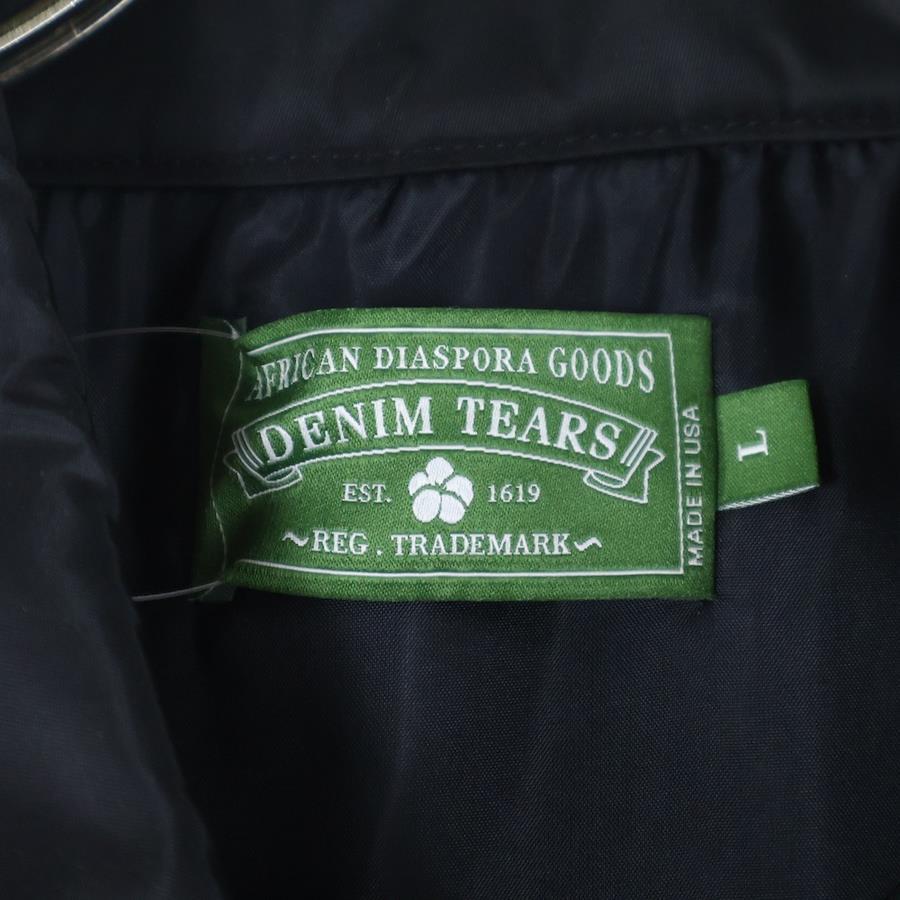 AFRICAN DIASPORA GOODS
DENIM TEARS
EST. 1619
~REG . TRADEMARK~
MADE IN USA
L